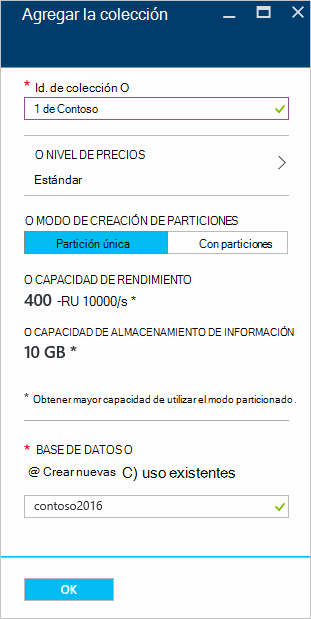 Agregar la colección
* Id. de colección O
1 de Contoso
O NIVEL DE PRECIOS
Estándar
O MODO DE CREACIÓN DE PARTICIONES
Partición única
Con particiones
O CAPACIDAD DE RENDIMIENTO
400 -RU 10000/s *
O CAPACIDAD DE ALMACENAMIENTO DE INFORMACIÓN
10 GB *
* Obtener mayor capacidad de utilizar el modo particionado .
* BASE DE DATOS O
@ Crear nuevas C) uso existentes
contoso2016
OK